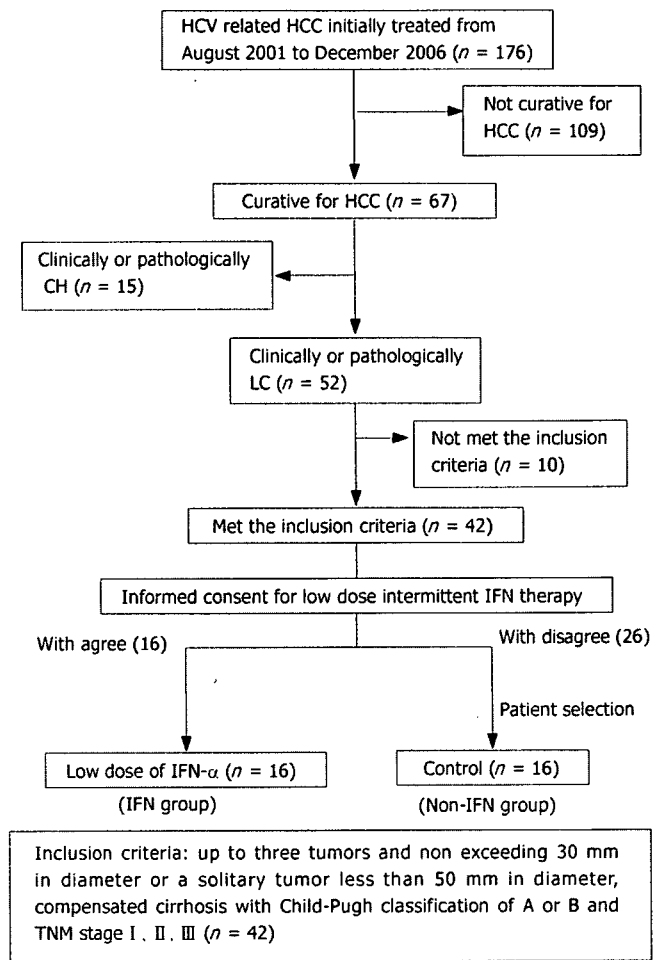 HCV related HCC initially treated from
August 2001 to December 2006 (n = 176)
Not curative for
HCC (n = 109)
Curative for HCC (n = 67)
Clinically or pathologically
CH (n = 15)
Clinically or pathologically
LC (n = 52)
Not met the inclusion
criteria (n = 10)
Met the inclusion criteria (n = 42)
Informed consent for low dose intermittent IFN therapy
With agree (16)
With disagree (26)
Patient selection
Low dose of IFN-α (n = 16)
(IFN group)
Control (n = 16)
(Non-IFN group)
Inclusion criteria: up to three tumors and non exceeding 30 mm
in diameter or a solitary tumor less than 50 mm in diameter,
compensated cirrhosis with Child-Pugh classification of A or B and
TNM stage Ⅰ, Ⅱ, Ⅲ (n = 42)